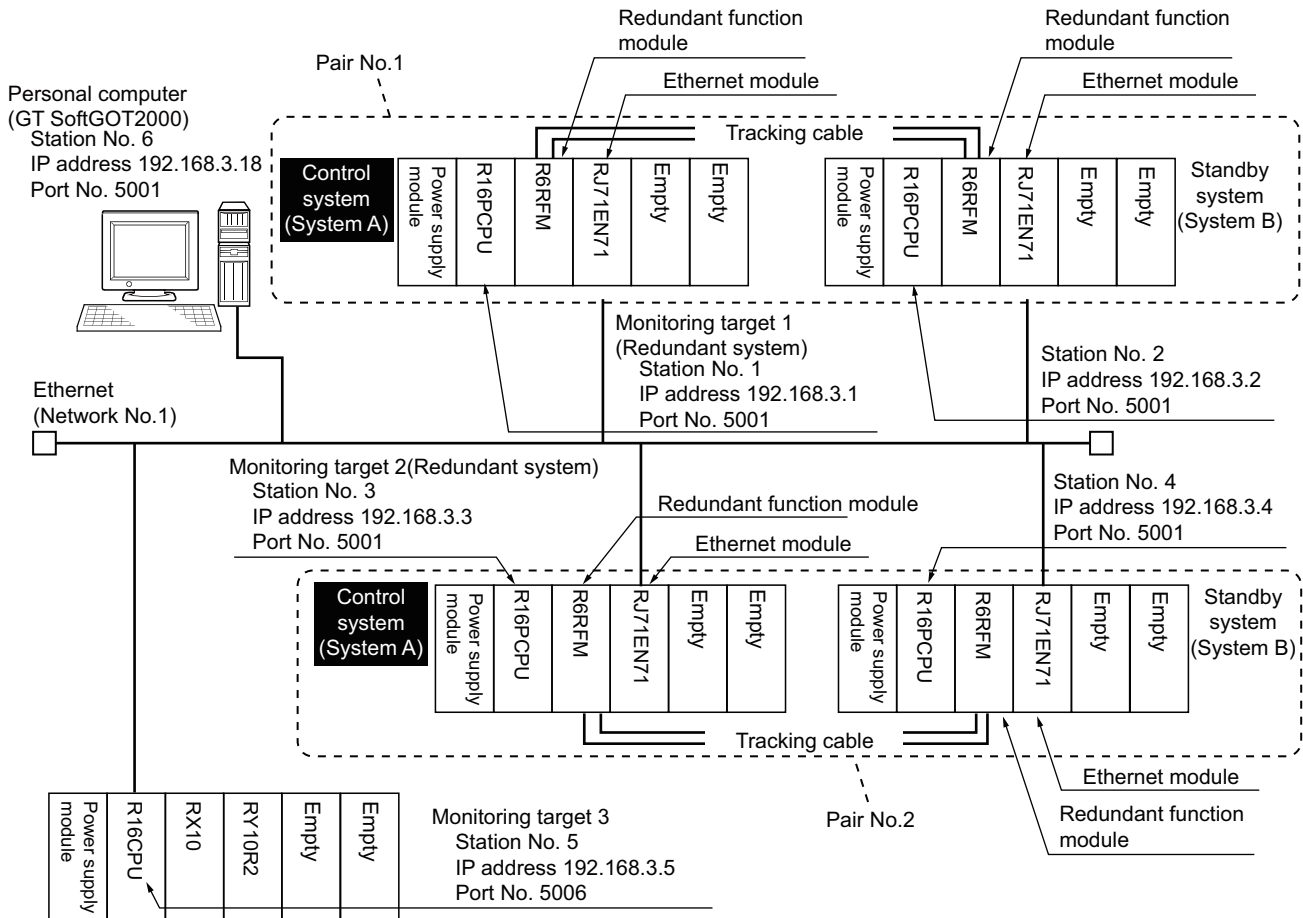 Redundant function
module
Redundant function
module
Pair No.1
Ethernet module
Ethernet module
Personal computer
(GT SoftGOT2000)
Station No. 6
IP address 192.168.3.18
Port No. 5001
Tracking cable
Control
system
(System A)
Power supply
module
R16PCPU
R6RFM
RJ71EN71
Empty
Empty
Power supply
module
R16PCPU
R6RFM
RJ71EN71
Empty
Empty
Standby
system
(System B)
Monitoring target 1
(Redundant system)
Station No. 1
IP address 192.168.3.1
Port No. 5001
Station No. 2
IP address 192.168.3.2
Port No. 5001
Ethernet
(Network No.1)
Monitoring target 2(Redundant system)
Station No. 3
IP address 192.168.3.3
Port No. 5001
Redundant function module
Ethernet module
Station No. 4
IP address 192.168.3.4
Port No. 5001
Control
system
(System A)
Power supply
module
R16PCPU
R6RFM
RJ71EN71
Empty
Empty
Power supply
module
R16PCPU
R6RFM
RJ71EN71
Empty
Empty
Standby
system
(System B)
Tracking cable
Ethernet module
Redundant function
module
Pair No.2
Power supply
module
R16CPU
RX10
RY10R2
Empty
Empty
Monitoring target 3
Station No. 5
IP address 192.168.3.5
Port No. 5006